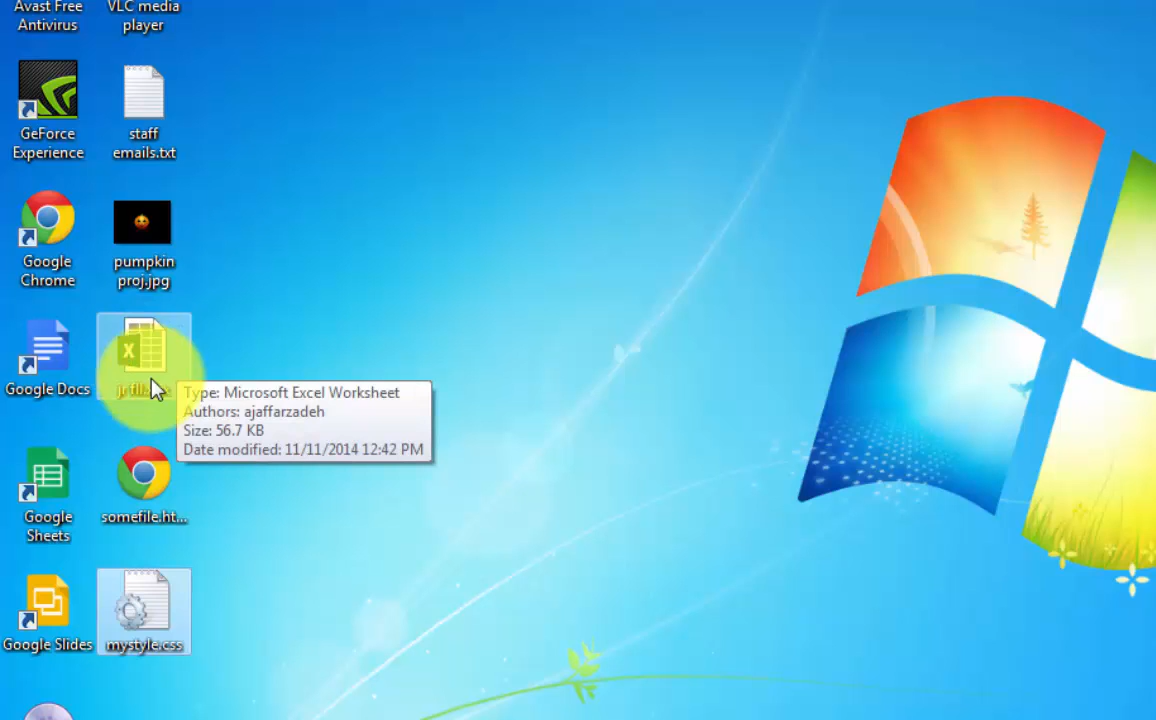 Avast Free
Antivirus
VLC media
player
GeForce
Experience
staff
emails.txt
Google
Chrome
pumpkin
proj.jpg
Google Docs
Type: Microsoft Excel Worksheet
Authors: ajaffarzadeh
Size: 56.7 KB
Date modified: 11/11/2014 12:42 PM
Google
Sheets
somefile.ht...
Google Slides
mystyle.css